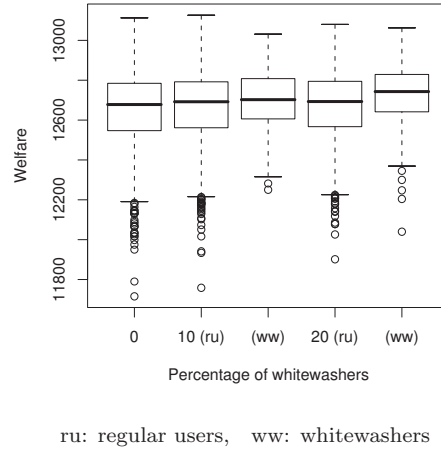 13000
12600
12200
11800
Welfare
0 10 (ru) (ww) 20 (ru) (ww)
Percentage of whitewashers
ru: regular users, ww: whitewashers